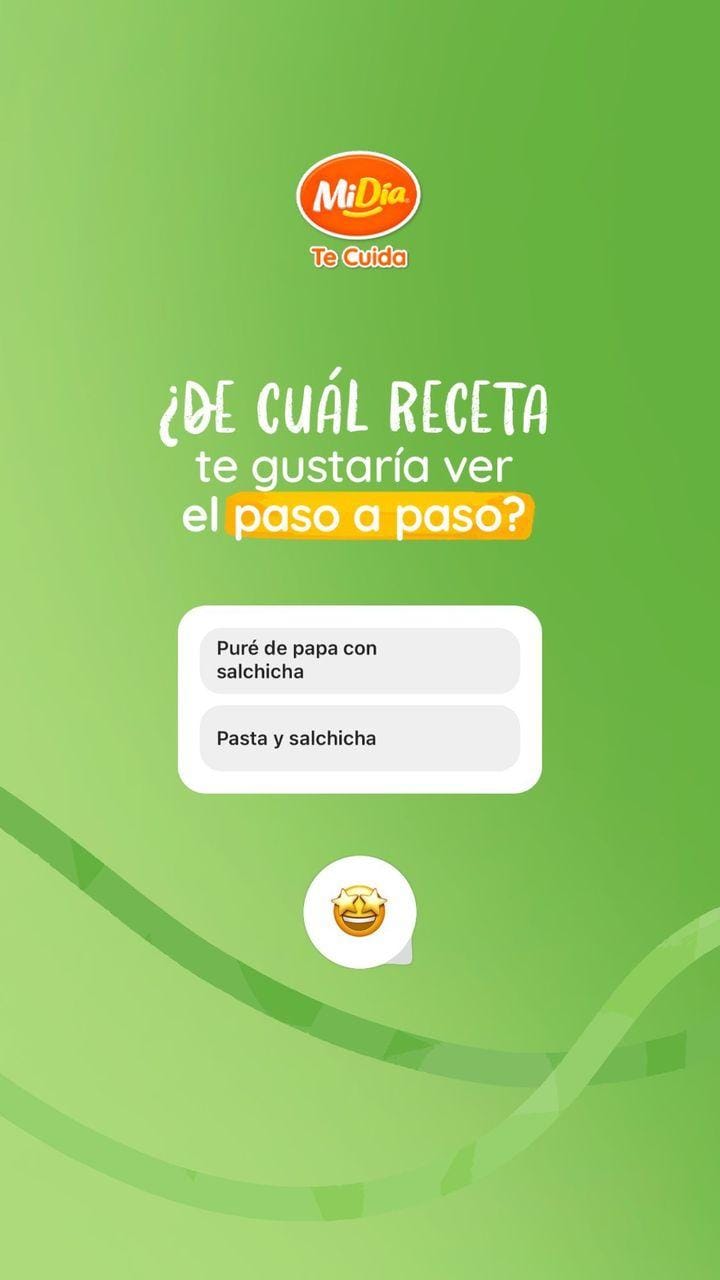 MiDía
Te Cuida
¿DE CUÁL RECETA
te gustaría ver
el paso a paso?
Puré de papa con
salchicha
Pasta y salchicha